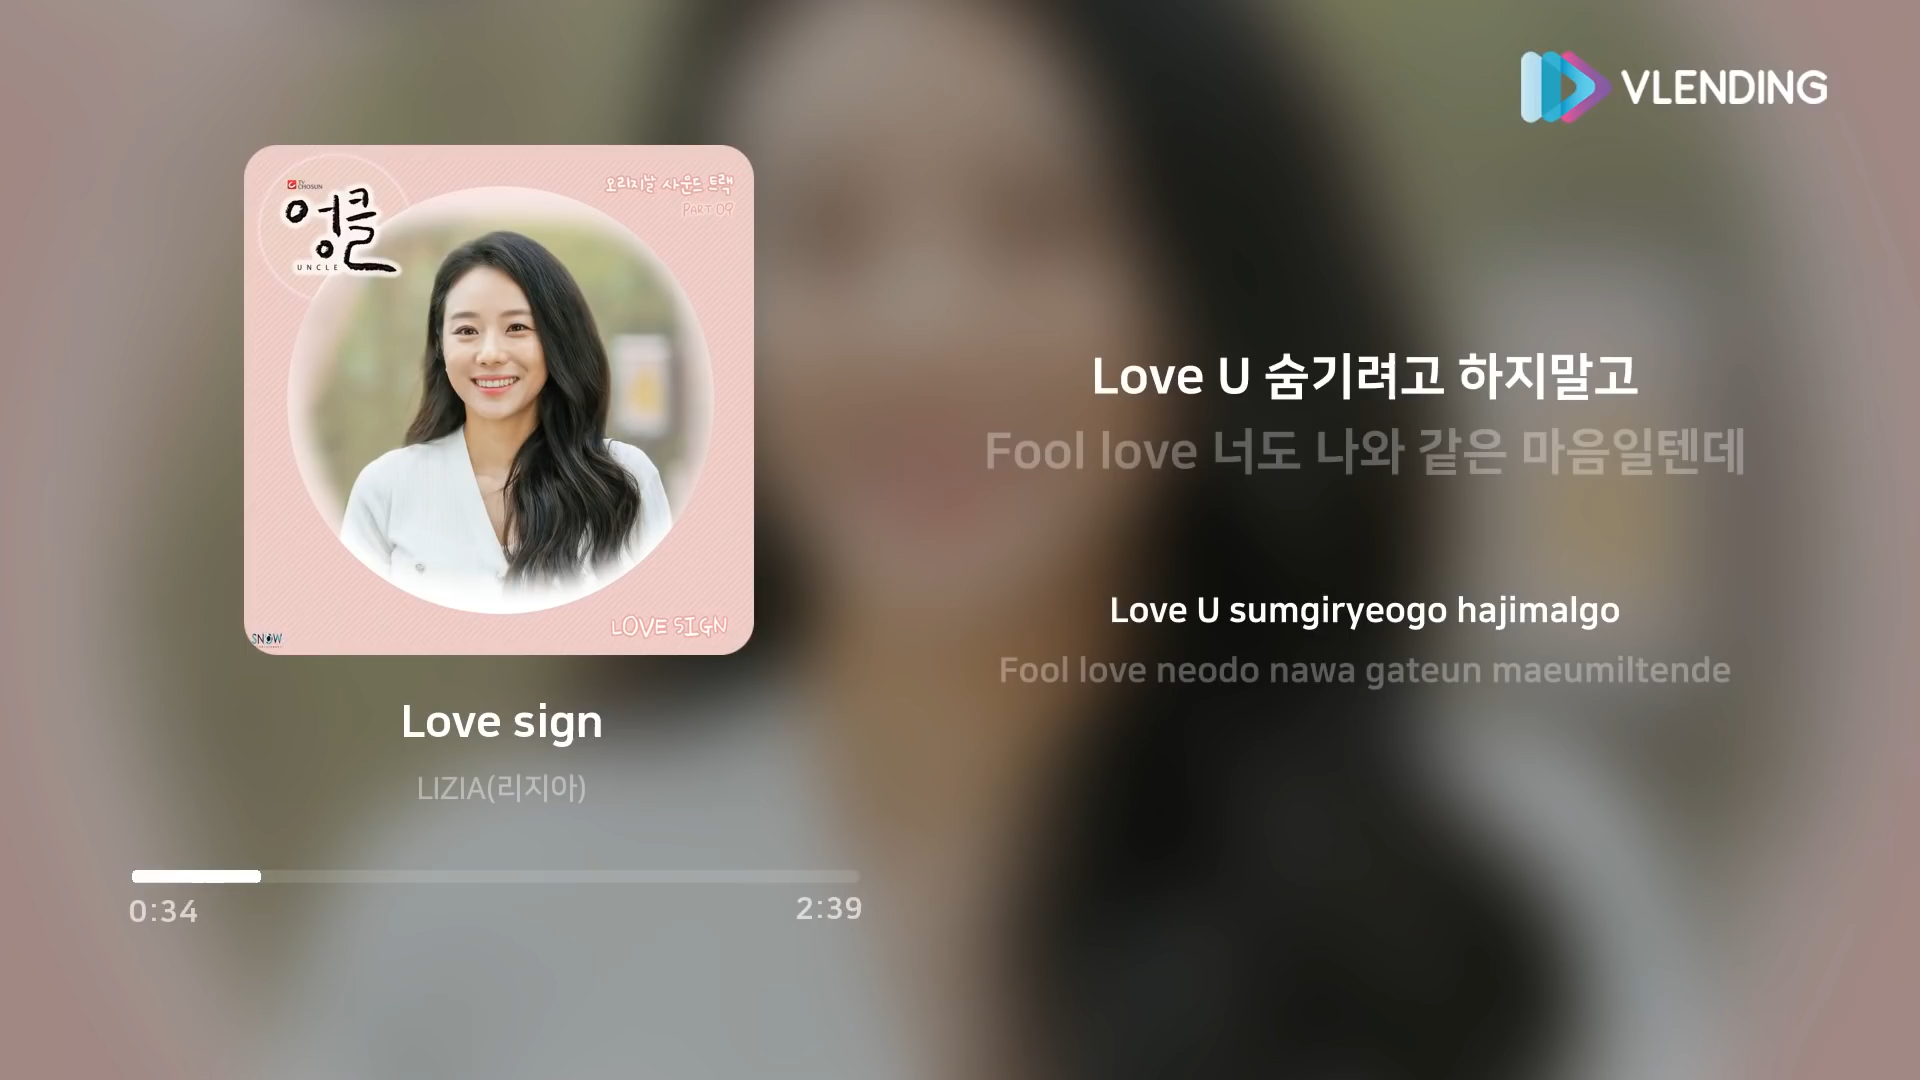 VLENDING
TV CHOSUN
엉클
UNCLE
오리지날 사운드 트랙
PART 09
LOVE SIGN
SNOW
Love sign
LIZIA(리지아)
0:34
2:39
Love U 숨기려고 하지말고
Fool love 너도 나와 같은 마음일텐데
Love U sumgiryeogo hajimalgo
Fool love neodo nawa gateun maeumiltende